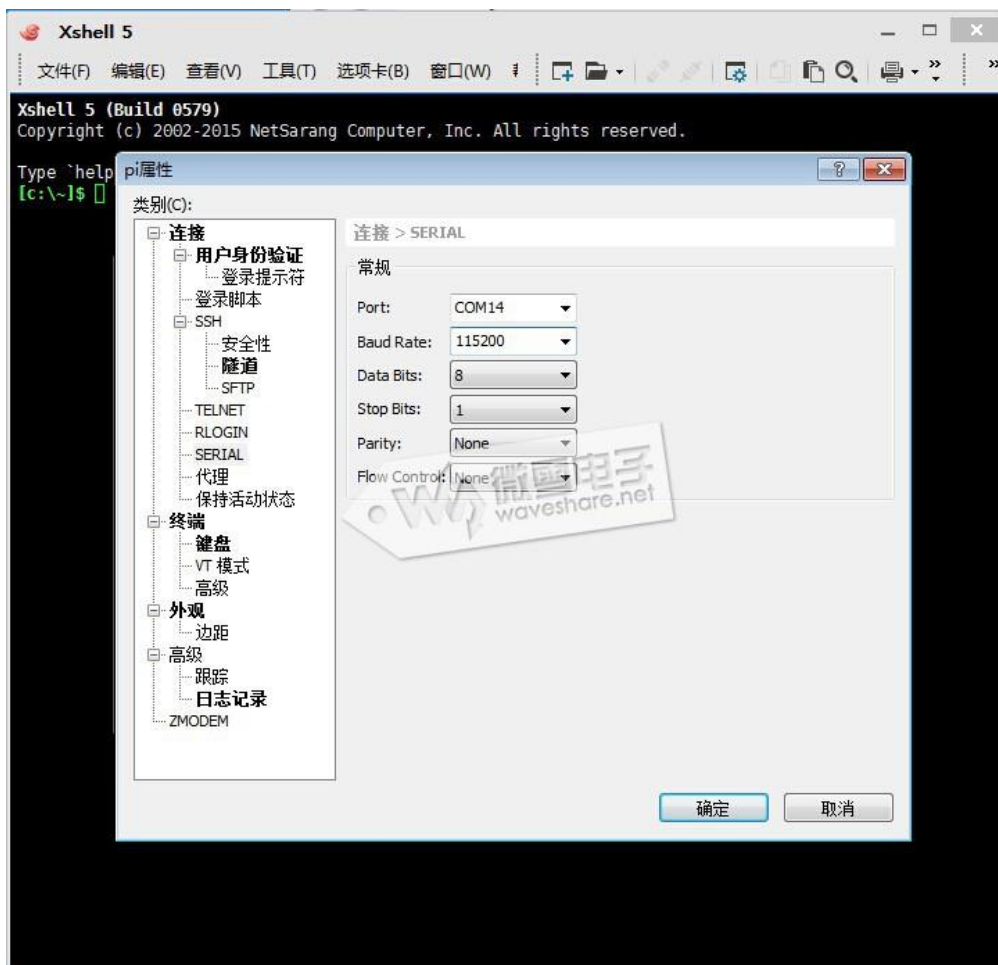 Xshell 5
文件(F) 编辑(E) 查看(V) 工具(T) 选项卡(B) 窗口(W)
Xshell 5 (Build 0579)
Copyright (c) 2002-2015 NetSarang Computer, Inc. All rights reserved.
Type `help
[c:\~]$
pi属性
类别(C):
连接
用户身份验证
登录提示符
登录脚本
SSH
安全性
隧道
SFTP
TELNET
RLOGIN
SERIAL
代理
保持活动状态
终端
键盘
VT 模式
高级
外观
边距
高级
跟踪
日志记录
ZMODEM
连接 > SERIAL
常规
Port: COM14
Baud Rate: 115200
Data Bits: 8
Stop Bits: 1
Parity: None
Flow Control: None
微雪电子
waveshare.net
确定 取消